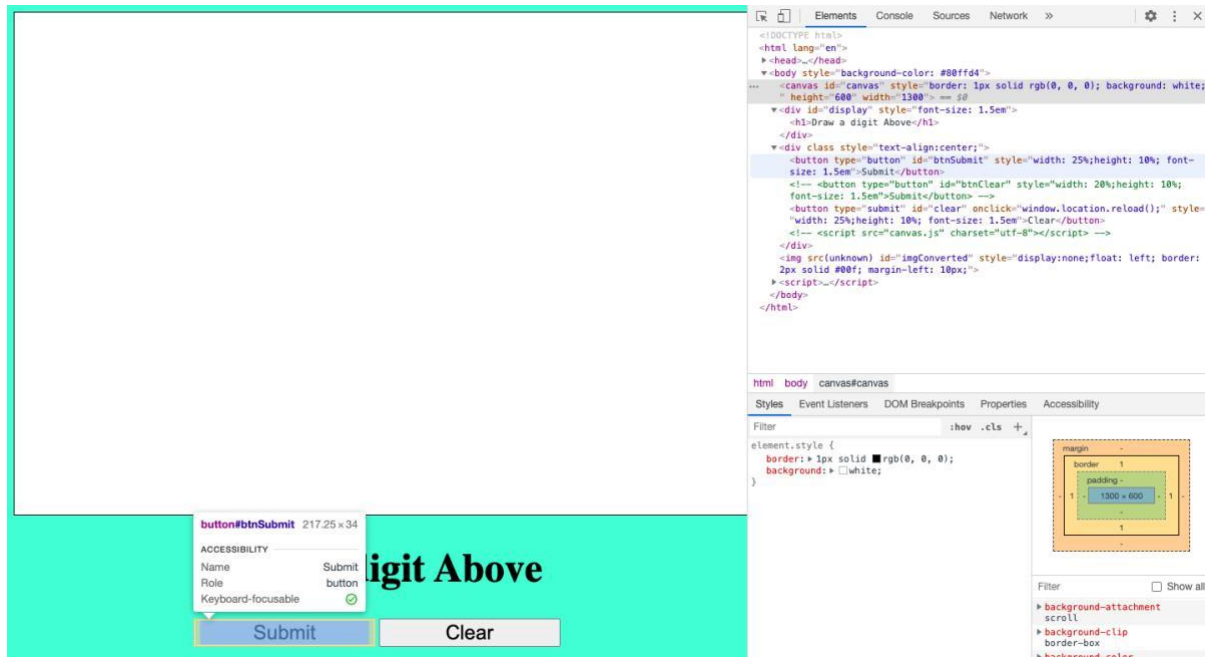 Elements Console Sources Network »
<!DOCTYPE html>
<html lang="en">
<head>…</head>
<body style="background-color: #80ffd4">
<canvas id="canvas" style="border: 1px solid rgb(0, 0, 0); background: white;
" height="600" width="1300"> == $0
<div id="display" style="font-size: 1.5em">
<h1>Draw a digit Above</h1>
</div>
<div class style="text-align:center;">
<button type="button" id="btnSubmit" style="width: 25%;height: 10%; font-
size: 1.5em">Submit</button>
<!-- <button type="button" id="btnClear" style="width: 20%;height: 10%;
font-size: 1.5em">Submit</button> -->
<button type="submit" id="clear" onclick="window.location.reload();" style=
"width: 25%;height: 10%; font-size: 1.5em">Clear</button>
<!-- <script src="canvas.js" charset="utf-8"></script> -->
</div>
<img src(unknown) id="imgConverted" style="display:none;float: left; border:
2px solid #00f; margin-left: 10px;">
<script>…</script>
</body>
</html>
html body canvas#canvas
Styles Event Listeners DOM Breakpoints Properties Accessibility
Filter :hov .cls +
element.style {
border: 1px solid rgb(0, 0, 0);
background: white;
}
margin -
border 1
padding -
- 1 - 1300 × 600 - 1 -
-
1
-
Filter Show all
background-attachment
scroll
background-clip
border-box
background-color
button#btnSubmit 217.25 × 34
ACCESSIBILITY
Name Submit
Role button
Keyboard-focusable
igit Above
Submit Clear